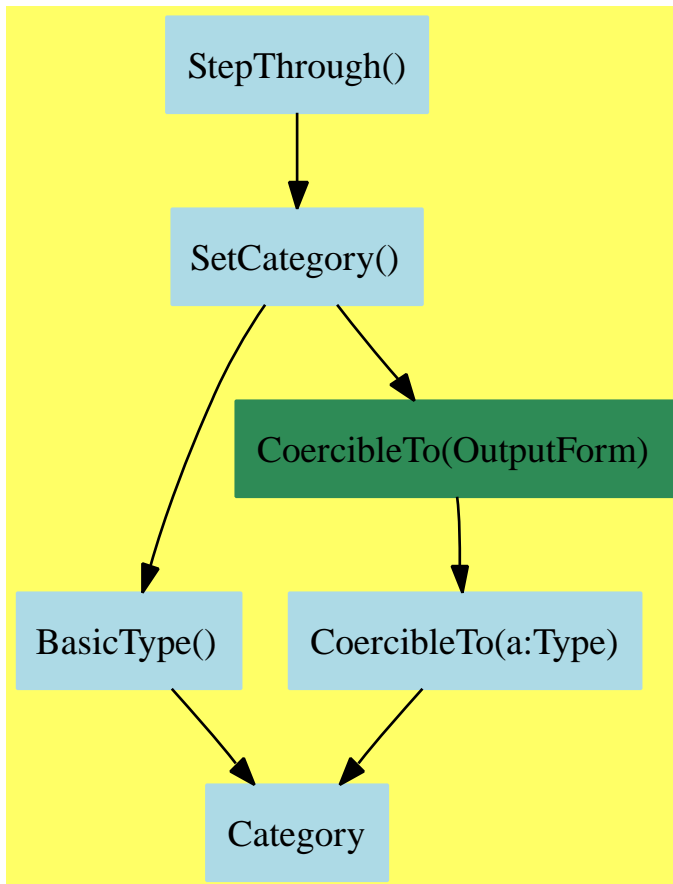 StepThrough()
SetCategory()
CoercibleTo(OutputForm)
BasicType()
CoercibleTo(a:Type)
Category